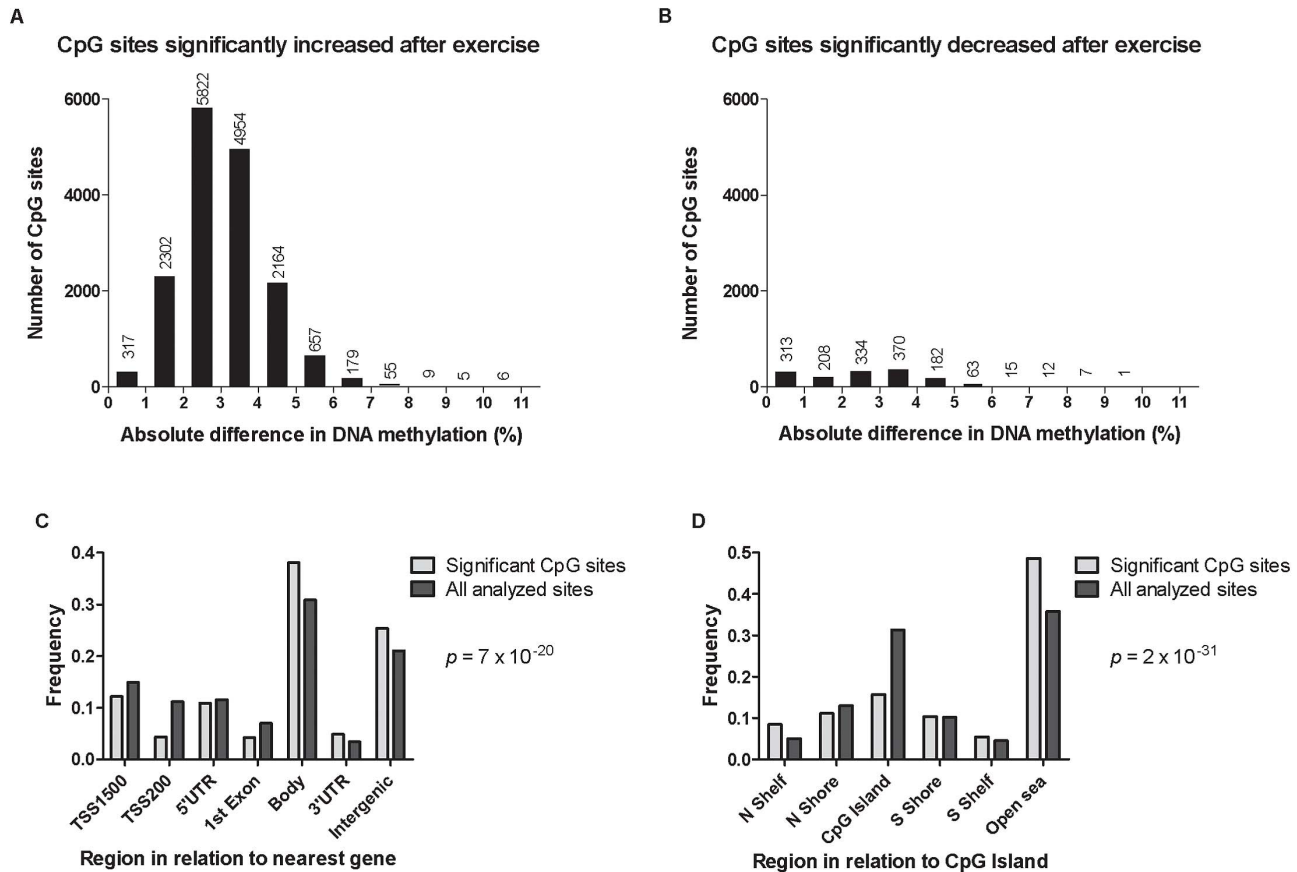 A
CpG sites significantly increased after exercise
6000
4000
2000
0
Number of CpG sites
317
2302
5822
4954
2164
657
179
55
9
5
6
0 1 2 3 4 5 6 7 8 9 10 11
Absolute difference in DNA methylation (%)
B
CpG sites significantly decreased after exercise
6000
4000
2000
0
Number of CpG sites
313
208
334
370
182
63
15
12
7
1
0 1 2 3 4 5 6 7 8 9 10 11
Absolute difference in DNA methylation (%)
C
0.4
0.3
0.2
0.1
0.0
Frequency
Significant CpG sites
All analyzed sites
p = 7 x 10-20
TSS1500
TSS200
5'UTR
1st Exon
Body
3'UTR
Intergenic
Region in relation to nearest gene
D
0.5
0.4
0.3
0.2
0.1
0.0
Frequency
Significant CpG sites
All analyzed sites
p = 2 x 10-31
N Shelf
N Shore
CpG Island
S Shore
S Shelf
Open sea
Region in relation to CpG Island